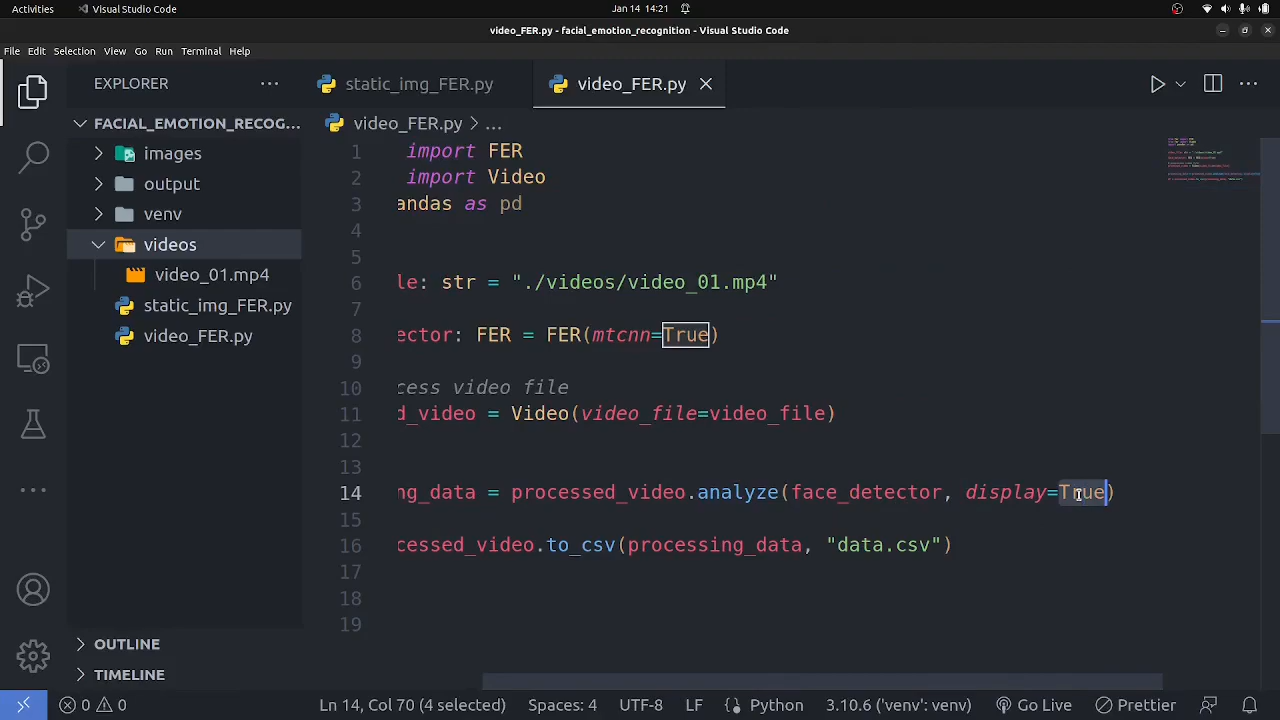 Activities
Visual Studio Code
Jan 14 14:21
video_FER.py - facial_emotion_recognition - Visual Studio Code
File Edit Selection View Go Run Terminal Help
EXPLORER
static_img_FER.py
video_FER.py
FACIAL_EMOTION_RECOG...
images
output
venv
videos
video_01.mp4
static_img_FER.py
video_FER.py
OUTLINE
TIMELINE
video_FER.py > ...
1 import FER
2 import Video
3 andas as pd
4
5
6 le: str = "./videos/video_01.mp4"
7
8 ector: FER = FER(mtcnn=True)
9
10 cess video file
11 d_video = Video(video_file=video_file)
12
13
14 ng_data = processed_video.analyze(face_detector, display=True)
15
16 cessed_video.to_csv(processing_data, "data.csv")
17
18
19
0 0
Ln 14, Col 70 (4 selected)
Spaces: 4
UTF-8
LF
Python
3.10.6 ('venv': venv)
Go Live
Prettier